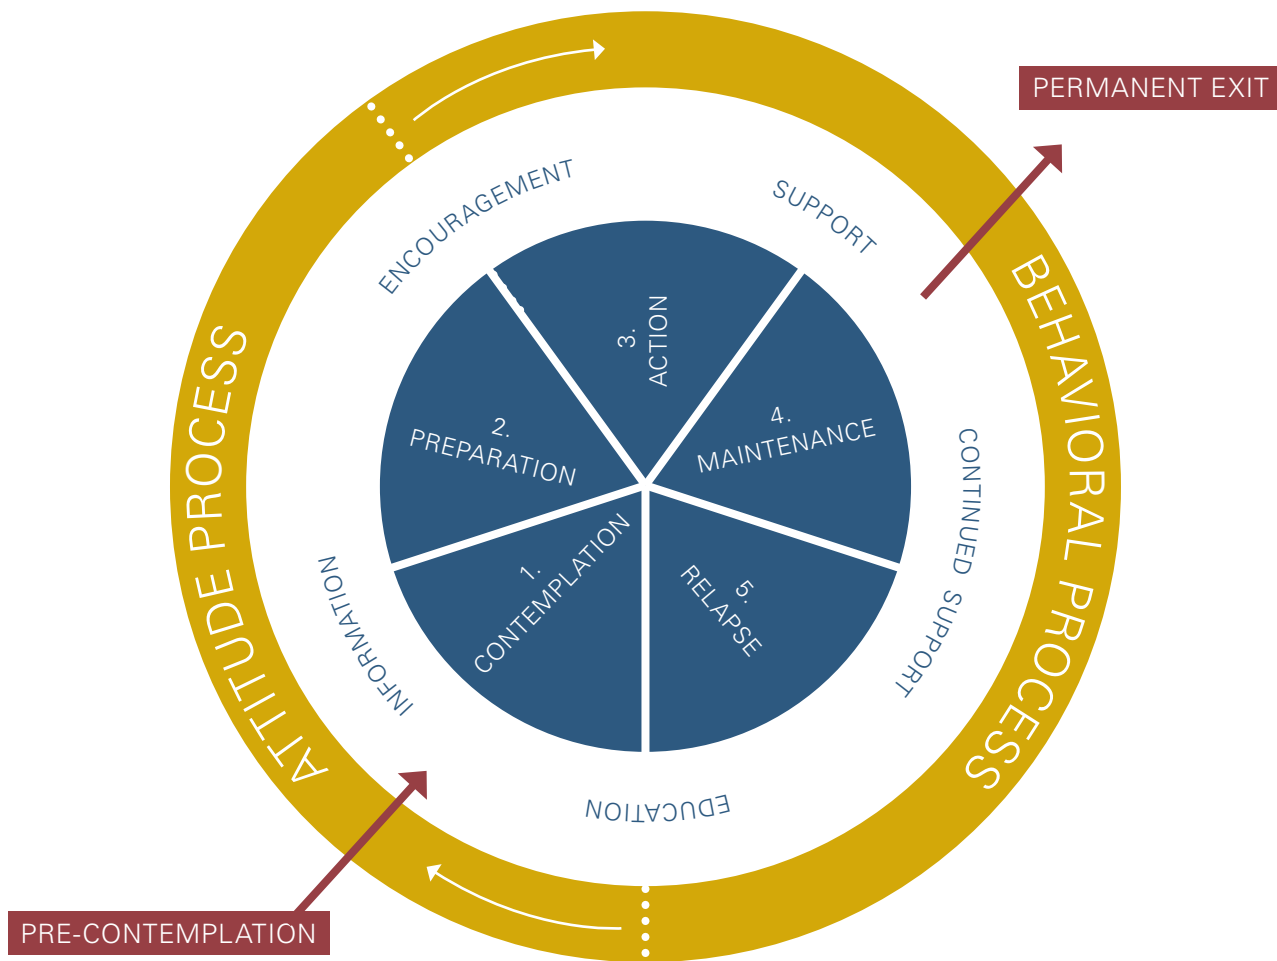 PERMANENT EXIT
ENCOURAGEMENT
SUPPORT
ATTITUDE PROCESS
BEHAVIORAL PROCESS
3.
ACTION
2.
PREPARATION
4.
MAINTENANCE
CONTINUED SUPPORT
INFORMATION
1.
CONTEMPLATION
5.
RELAPSE
EDUCATION
PRE-CONTEMPLATION